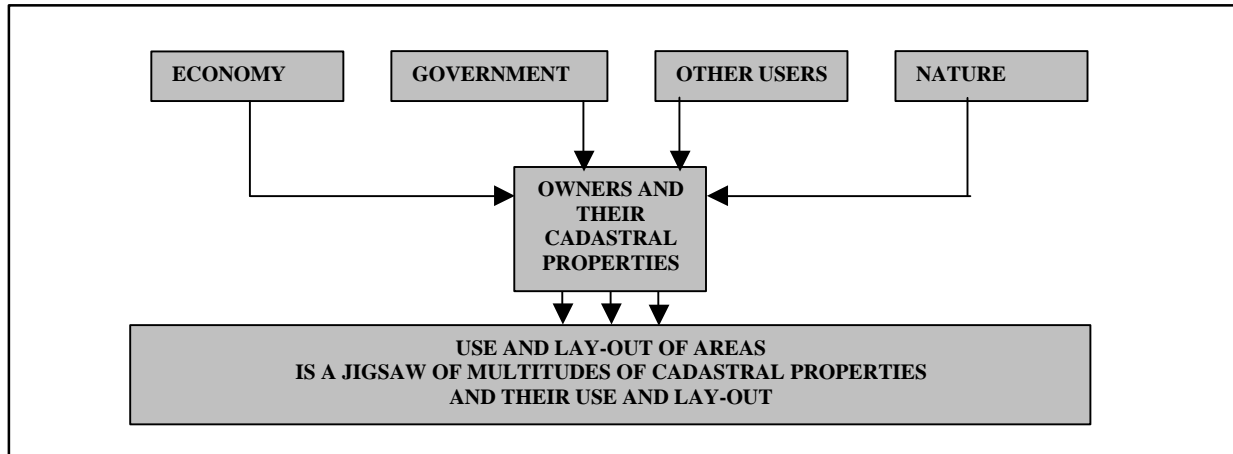 ECONOMY
GOVERNMENT
OTHER USERS
NATURE
OWNERS AND
THEIR
CADASTRAL
PROPERTIES
USE AND LAY-OUT OF AREAS
IS A JIGSAW OF MULTITUDES OF CADASTRAL PROPERTIES
AND THEIR USE AND LAY-OUT